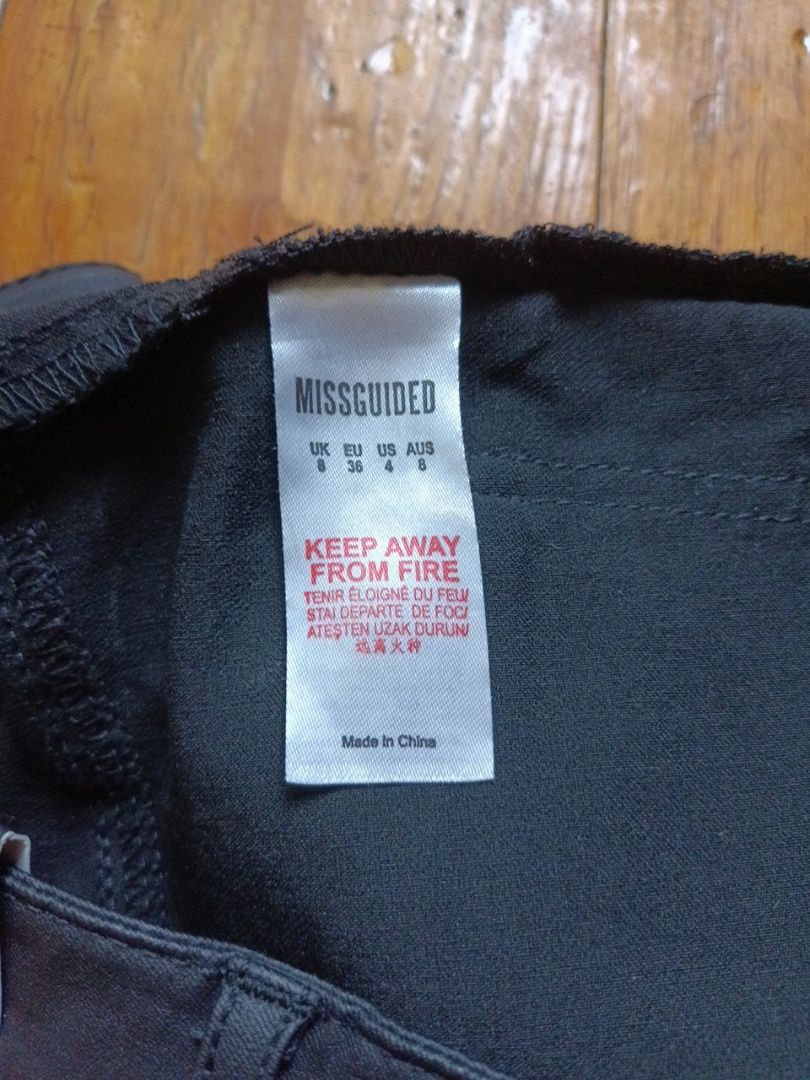 MISSGUIDED
UK EU US AUS
8 36 4 8
KEEP AWAY
FROM FIRE
TENIR ÉLOIGNÉ DU FEU/
STAI DEPARTE DE FOC/
ATEŞTEN UZAK DURUN/
远离火种
Made in China